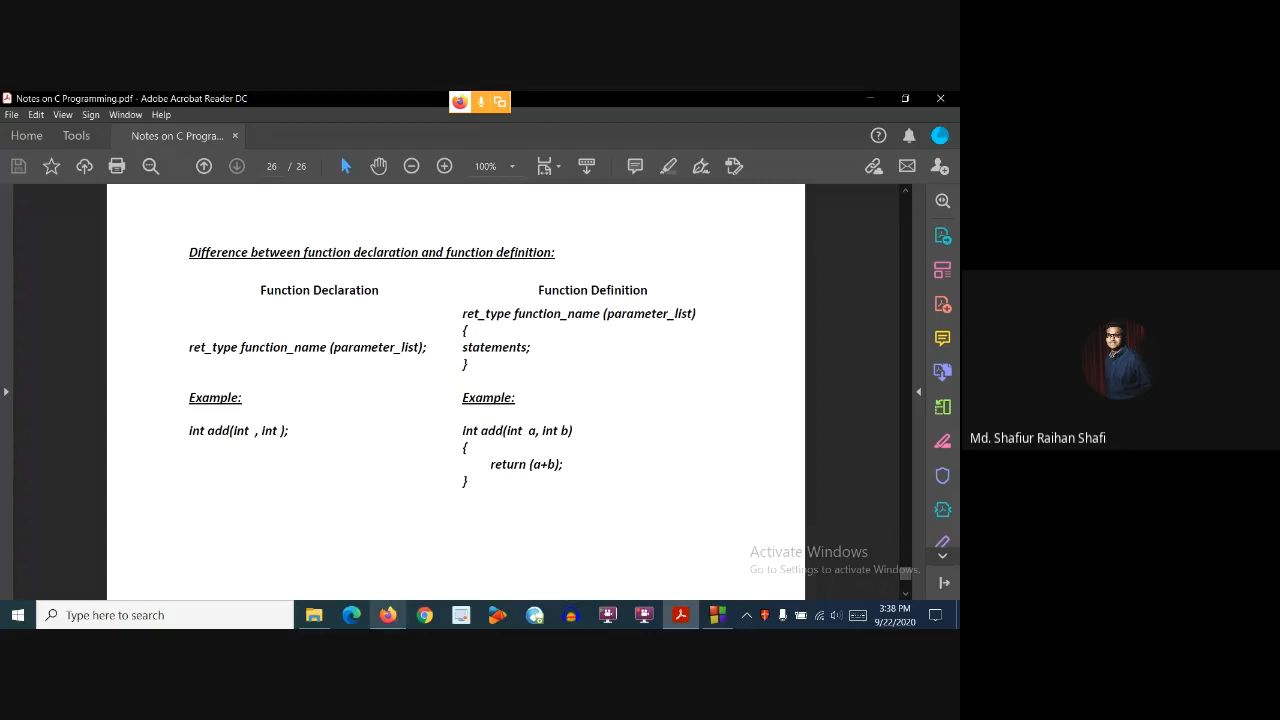 Notes on C Programming.pdf - Adobe Acrobat Reader DC
File Edit View Sign Window Help
Home Tools Notes on C Progra... ×
26 / 26 100%
Difference between function declaration and function definition:
Function Declaration Function Definition
ret_type function_name (parameter_list)
{
ret_type function_name (parameter_list); statements;
}
Example: Example:
int add(int , int ); int add(int a, int b)
{
return (a+b);
}
Md. Shafiur Raihan Shafi
Activate Windows
Go to Settings to activate Windows.
Type here to search
3:38 PM
9/22/2020